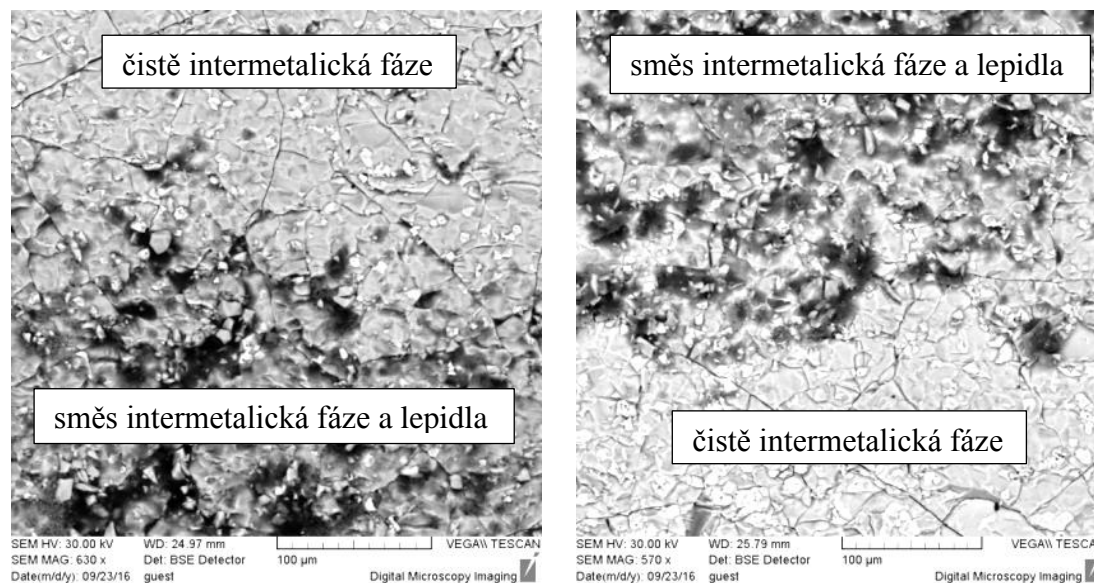 čistě intermetalická fáze
směs intermetalická fáze a lepidla
SEM HV: 30.00 kV WD: 24.97 mm VEGA\\ TESCAN
SEM MAG: 630 x Det: BSE Detector 100 µm
Date(m/d/y): 09/23/16 guest Digital Microscopy Imaging
směs intermetalická fáze a lepidla
čistě intermetalická fáze
SEM HV: 30.00 kV WD: 25.79 mm VEGA\\ TESCAN
SEM MAG: 570 x Det: BSE Detector 100 µm
Date(m/d/y): 09/23/16 guest Digital Microscopy Imaging